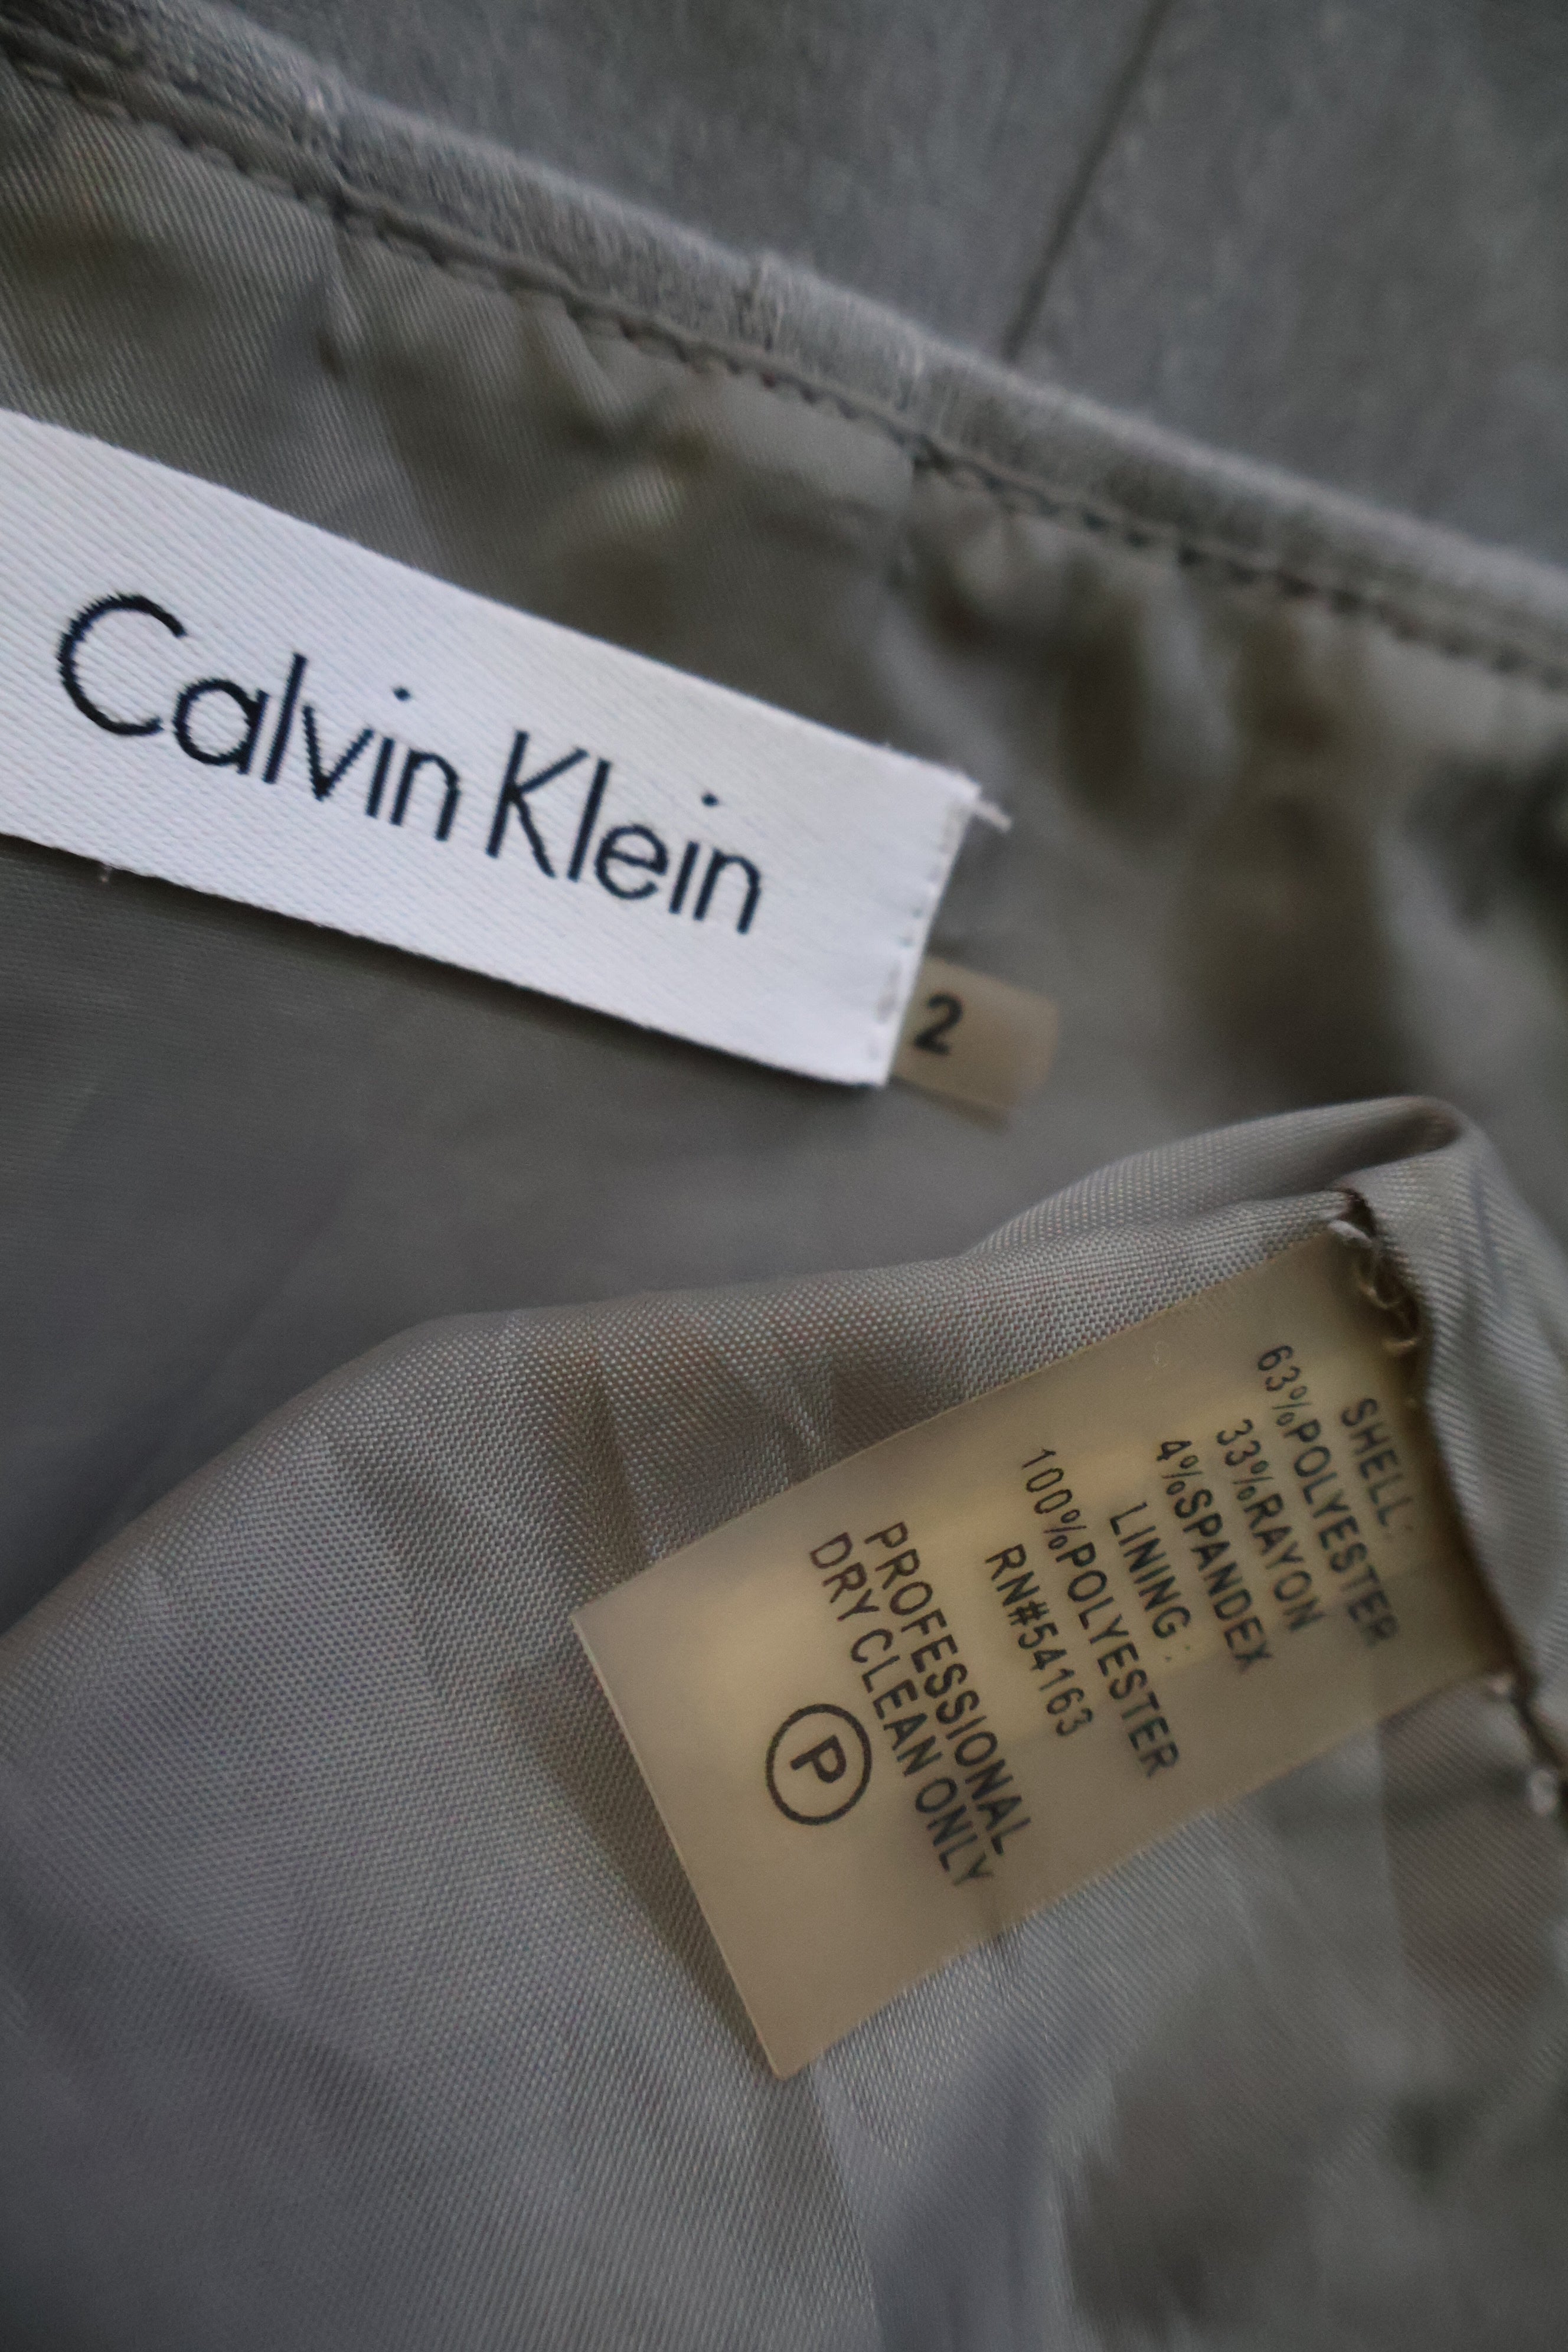 Calvin Klein
2
SHELL:
63%POLYESTER
33%RAYON
4%SPANDEX
LINING:
100%POLYESTER
RN#54163
PROFESSIONAL
DRY CLEAN ONLY
P